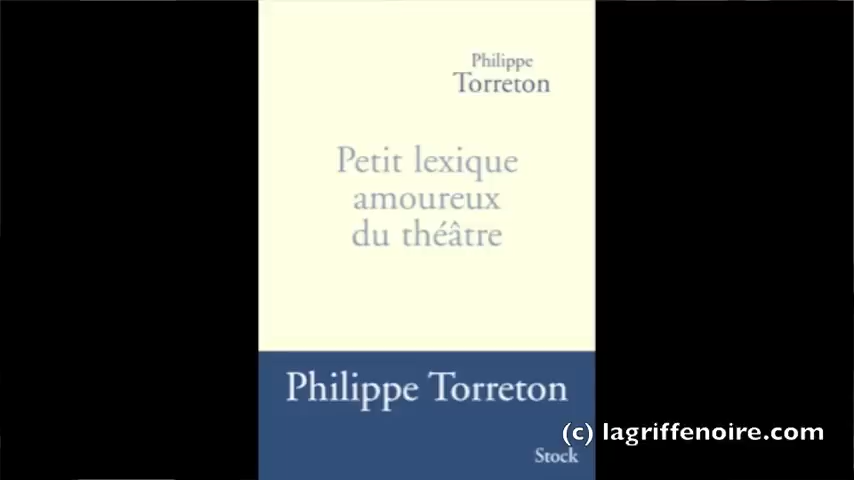 Philippe
Torreton
Petit lexique
amoureux
du théâtre
Philippe Torreton
(c) lagriffenoire.com
Stock